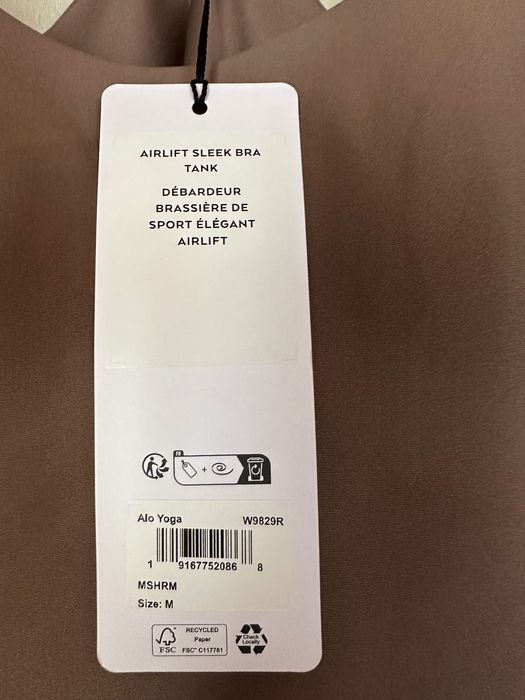 AIRLIFT SLEEK BRA
TANK
DÉBARDEUR
BRASSIÈRE DE
SPORT ÉLÉGANT
AIRLIFT
FR
+
Alo Yoga W9829R
1 9167752086 8
MSHRM
Size: M
FSC
RECYCLED
Paper
FSC® C117781
Check
Locally